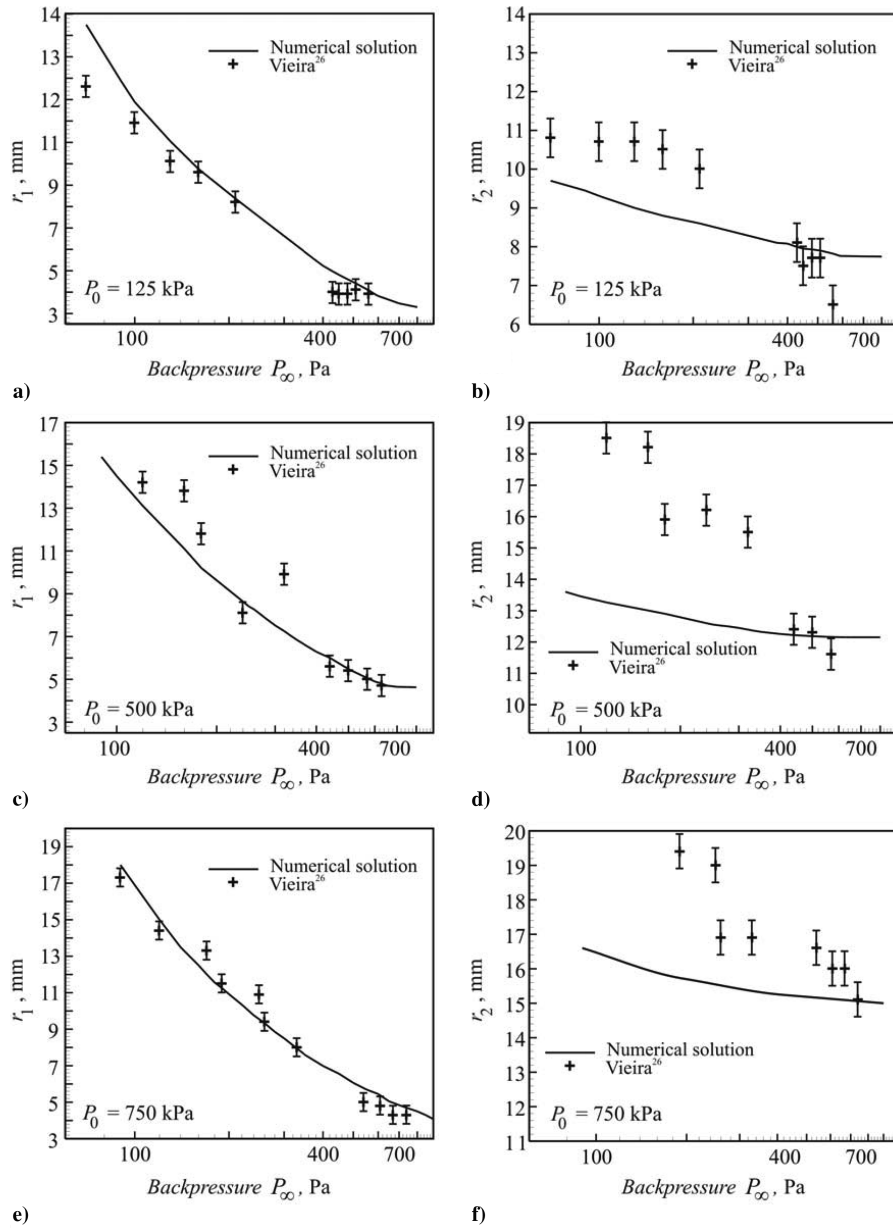 14
12
11
9
8
6
5
3
r₁ , mm
Numerical solution
Vieira²⁶
P₀ = 125 kPa
100 400 700
Backpressure P∞ , Pa
a)
14
13
12
11
10
9
8
7
6
r₂ , mm
Numerical solution
Vieira²⁶
P₀ = 125 kPa
100 400 700
Backpressure P∞ , Pa
b)
17
15
13
11
9
7
5
3
r₁ , mm
Numerical solution
Vieira²⁶
P₀ = 500 kPa
100 400 700
Backpressure P∞ , Pa
c)
19
18
17
16
15
14
13
12
11
10
r₂ , mm
Numerical solution
Vieira²⁶
P₀ = 500 kPa
100 400 700
Backpressure P∞ , Pa
d)
19
17
15
13
11
9
7
5
3
r₁ , mm
Numerical solution
Vieira²⁶
P₀ = 750 kPa
100 400 700
Backpressure P∞ , Pa
e)
20
19
18
17
16
15
14
13
12
11
r₂ , mm
Numerical solution
Vieira²⁶
P₀ = 750 kPa
100 400 700
Backpressure P∞ , Pa
f)